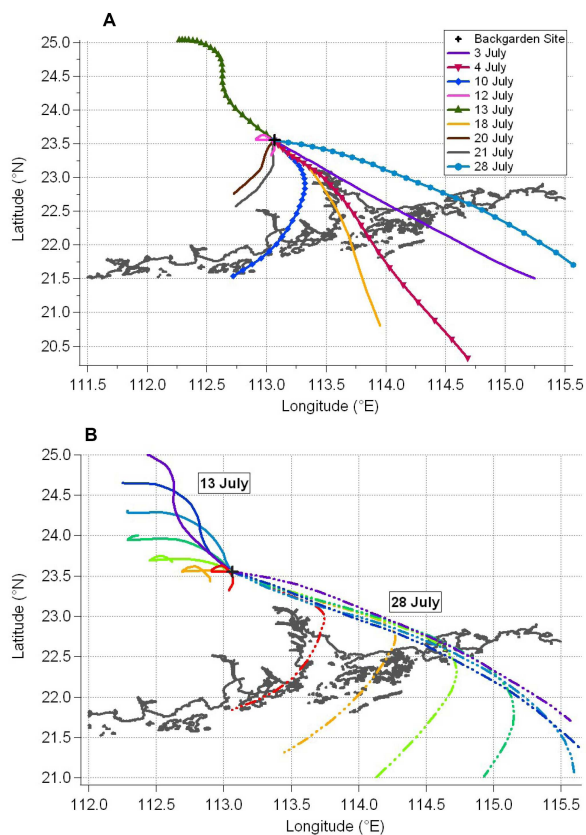 A
25.0
24.5
24.0
23.5
23.0
22.5
22.0
21.5
21.0
20.5
Latitude (°N)
Backgarden Site
3 July
4 July
10 July
12 July
13 July
18 July
20 July
21 July
28 July
111.5 112.0 112.5 113.0 113.5 114.0 114.5 115.0 115.5
Longitude (°E)
B
25.0
24.5
24.0
23.5
23.0
22.5
22.0
21.5
21.0
Latitude (°N)
13 July
28 July
112.0 112.5 113.0 113.5 114.0 114.5 115.0 115.5
Longitude (°E)